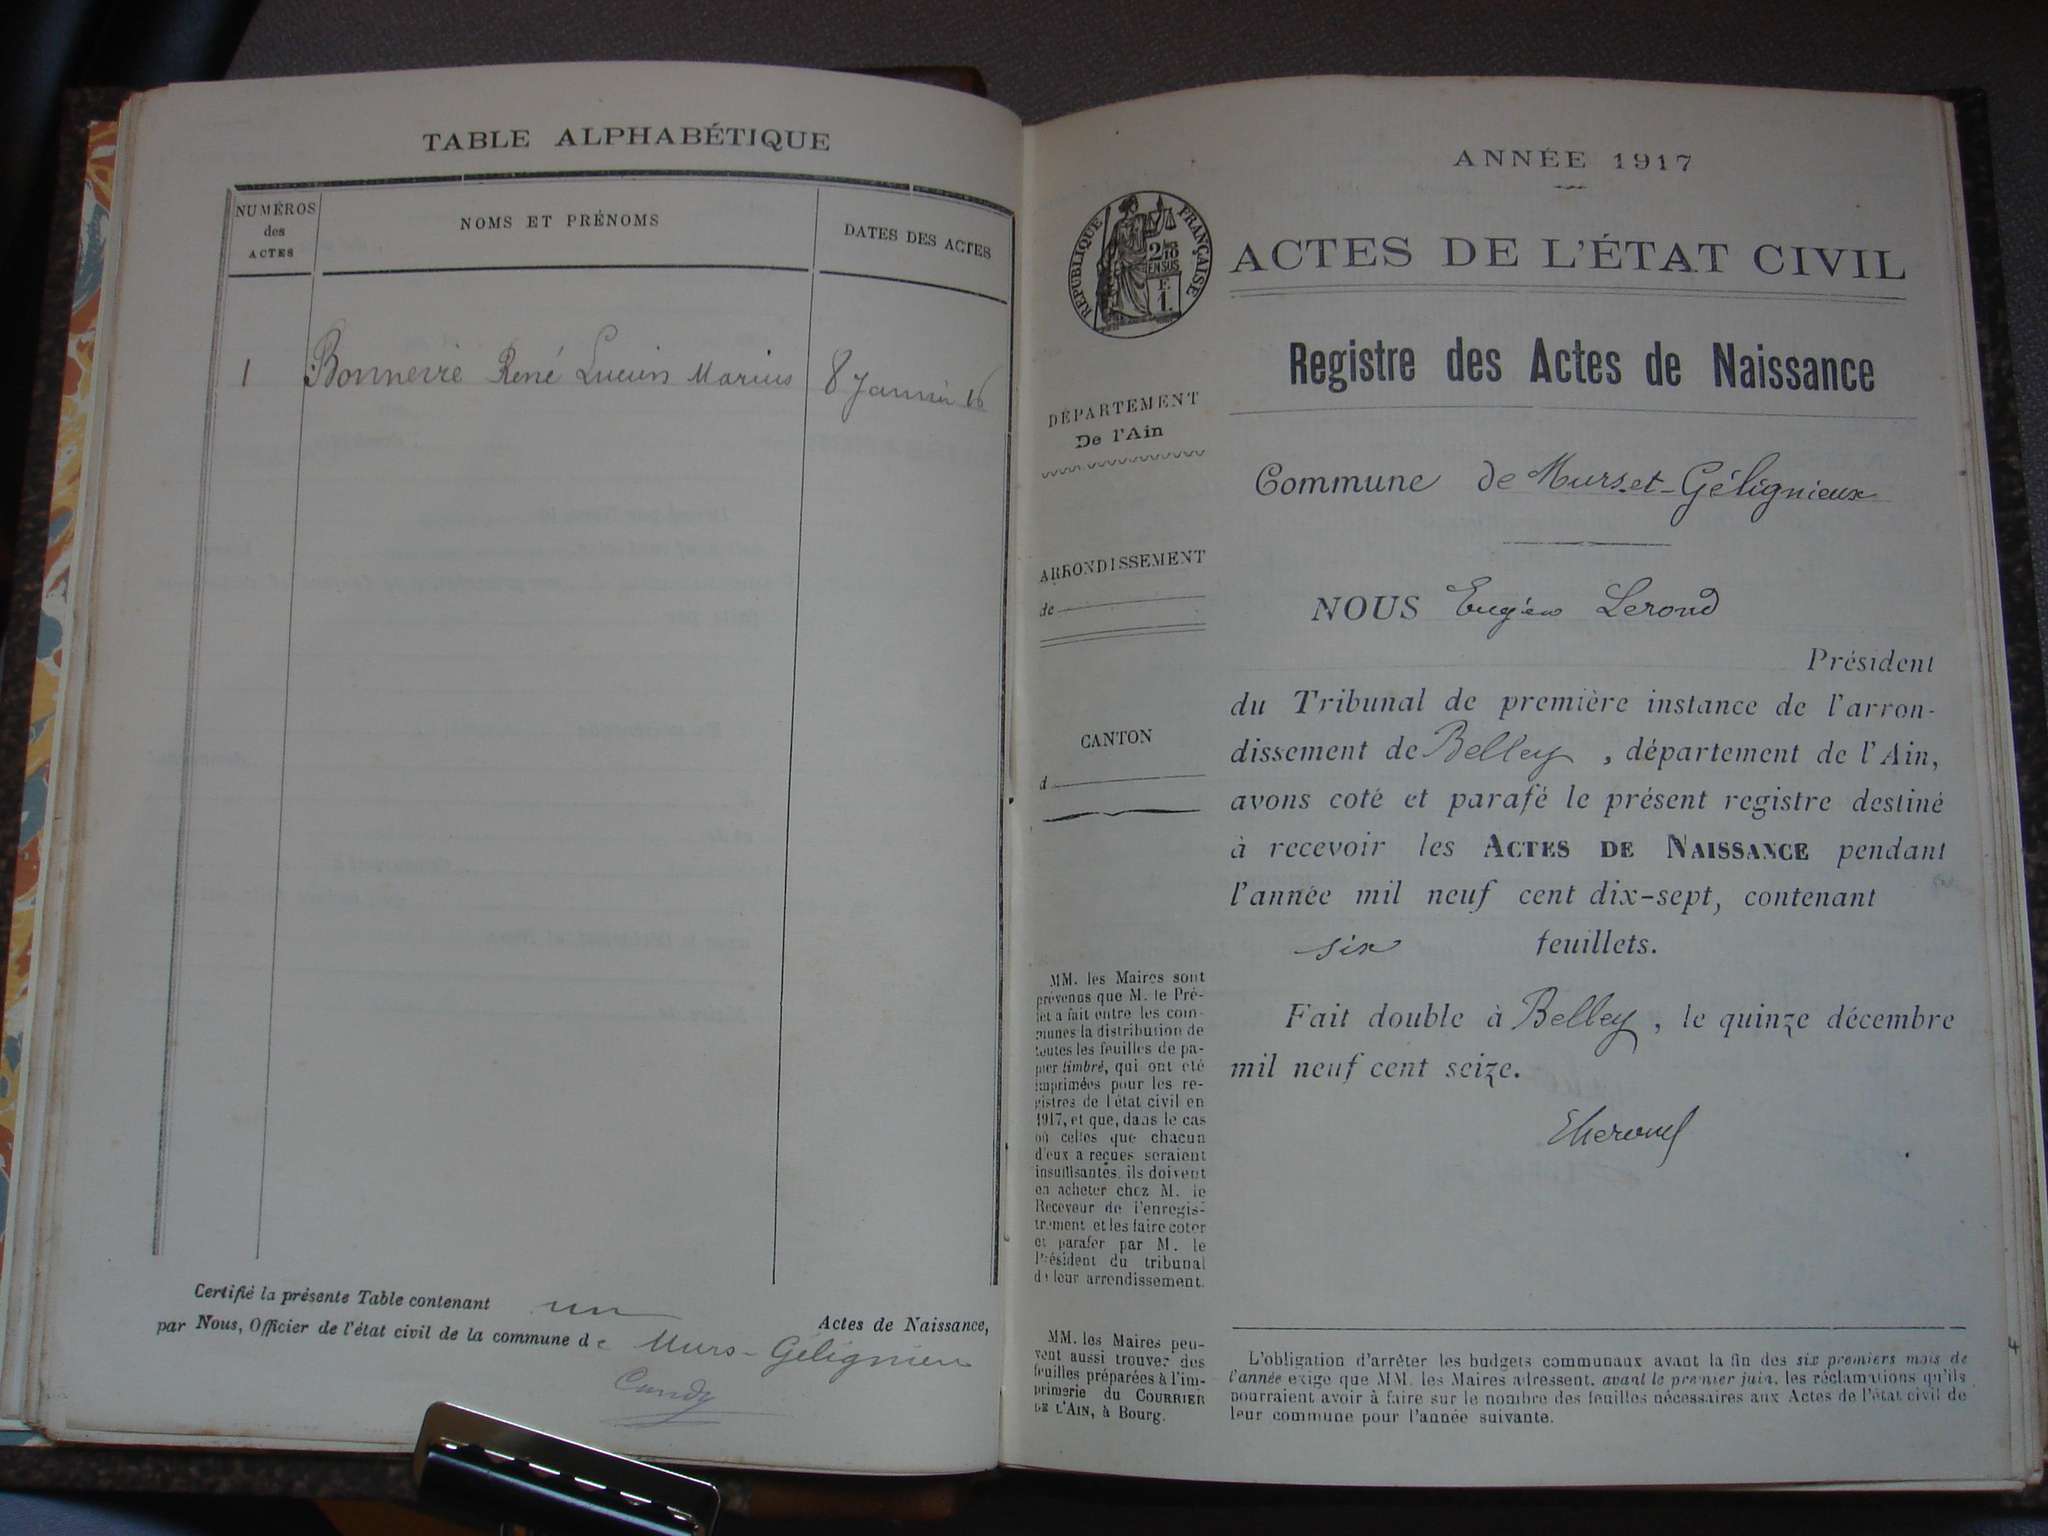 TABLE ALPHABÉTIQUE
NUMÉROS
des
ACTES
NOMS ET PRÉNOMS
DATES DES ACTES
1 Bonnevie René Lucien Marius 8 Janvier 16
Certifié la présente Table contenant un Actes de Naissance,
par Nous, Officier de l'état civil de la commune de Murs-Gélignieu
ANNÉE 1917
RÉPUBLIQUE FRANÇAISE
2/10
EN SUS
F.
1.
ACTES DE L'ÉTAT CIVIL
Registre des Actes de Naissance
DÉPARTEMENT
De l'Ain
Commune de Murs-et-Gélignieux
ARRONDISSEMENT
de
NOUS Eugène Lerond
Président
du Tribunal de première instance de l'arron-
dissement de Belley, département de l'Ain,
avons coté et parafé le présent registre destiné
à recevoir les ACTES DE NAISSANCE pendant
l'année mil neuf cent dix-sept, contenant
six feuillets.
CANTON
d
Fait double à Belley, le quinze décembre
mil neuf cent seize.
MM. les Maires sont
prévenus que M. le Pré-
fet a fait entre les com-
munes la distribution de
toutes les feuilles de pa-
pier timbré, qui ont été
imprimées pour les re-
gistres de l'état civil en
1917, et que, dans le cas
où celles que chacun
d'eux a reçues seraient
insuffisantes, ils doivent
en acheter chez M. le
Receveur de l'enregis-
trement et les faire coter
et parafer par M. le
Président du tribunal
de leur arrondissement.
MM. les Maires peu-
vent aussi trouver des
feuilles préparées à l'im-
primerie du COURRIER
DE L'AIN, à Bourg.
L'obligation d'arrêter les budgets communaux avant la fin des six premiers mois de
l'année exige que MM. les Maires adressent, avant le premier juin, les réclamations qu'ils
pourraient avoir à faire sur le nombre des feuilles nécessaires aux Actes de l'état civil de
leur commune pour l'année suivante.